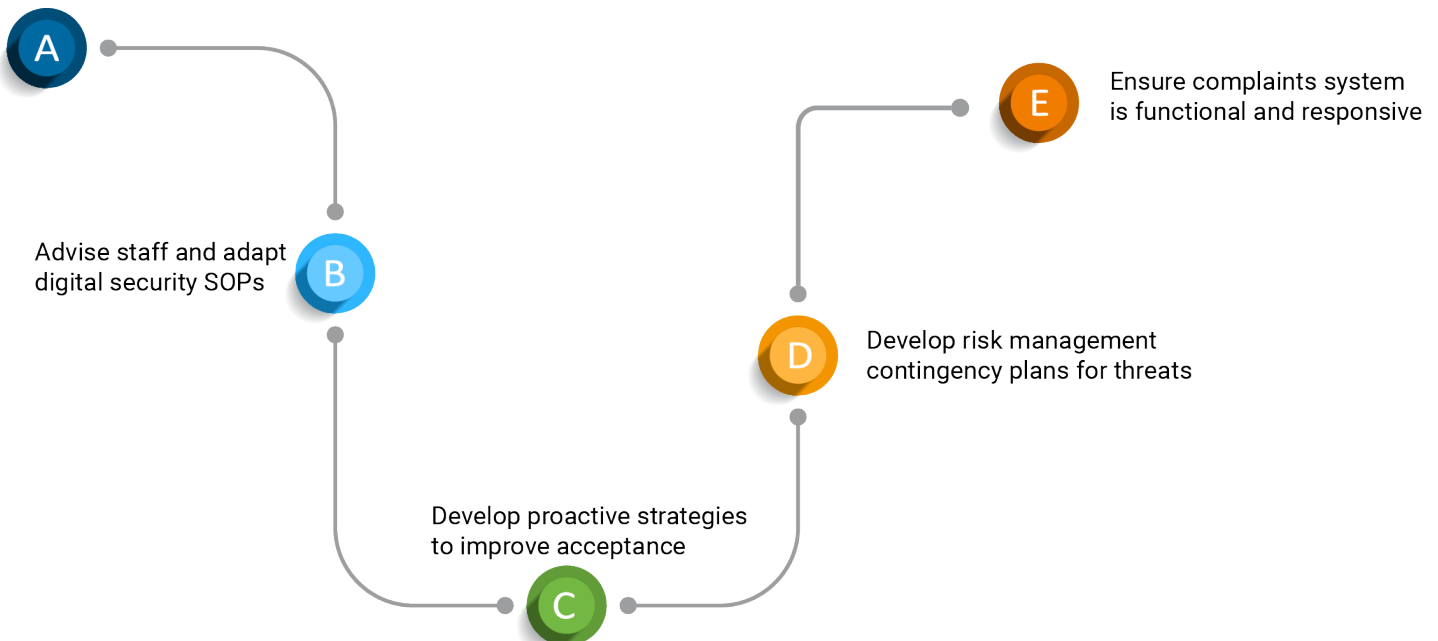 A
Advise staff and adapt
digital security SOPs
B
Develop proactive strategies
to improve acceptance
C
D
Develop risk management
contingency plans for threats
E
Ensure complaints system
is functional and responsive